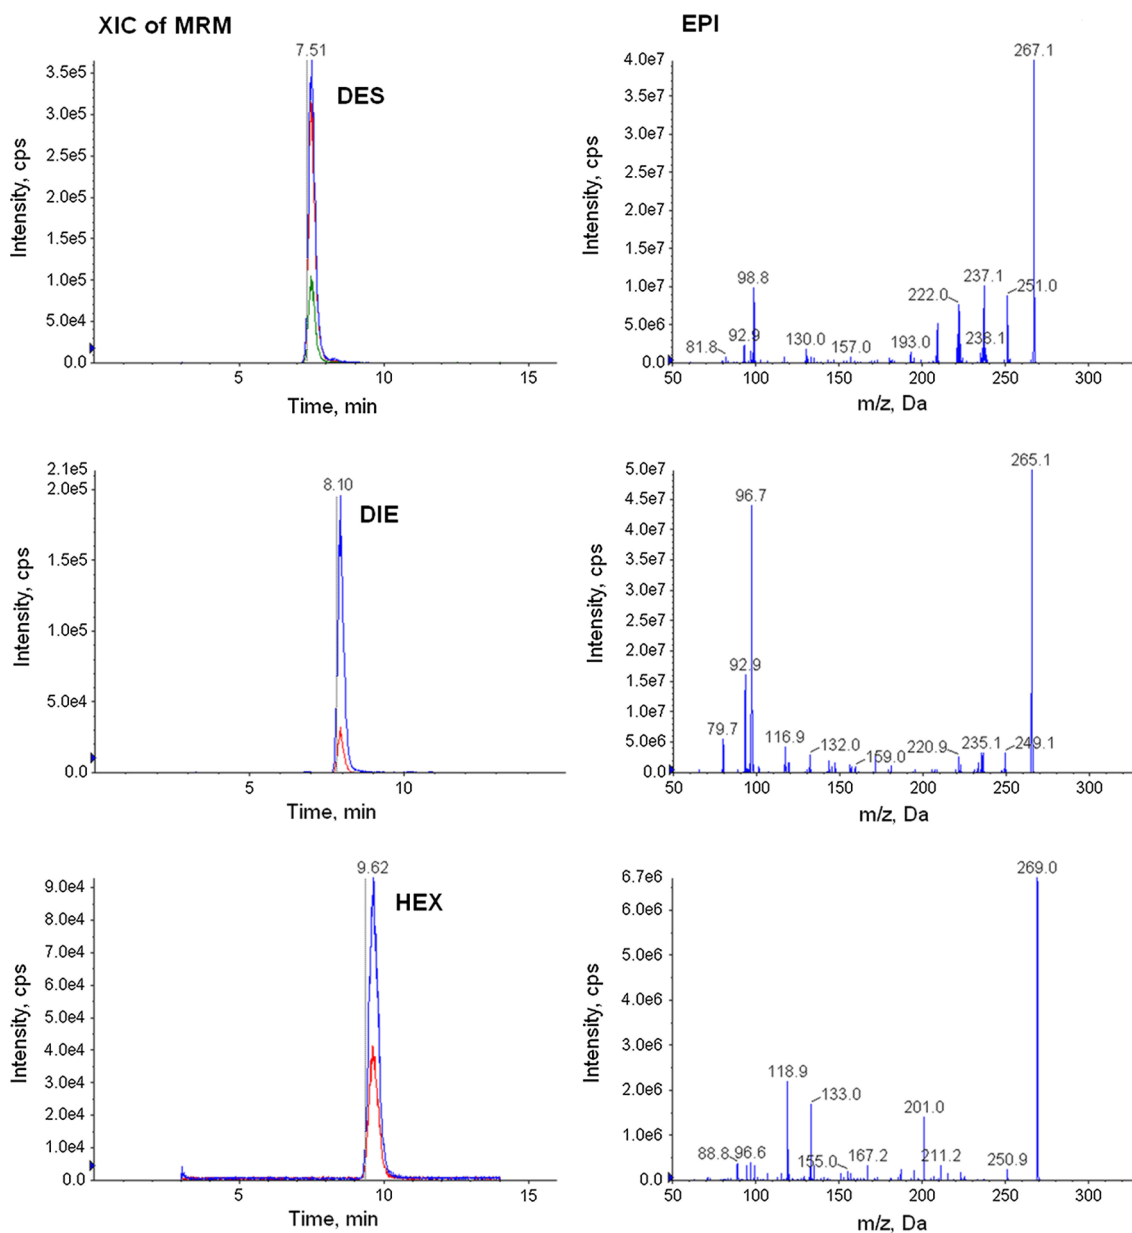 XIC of MRM
EPI
7.51
DES
3.5e5
3.0e5
2.5e5
2.0e5
1.5e5
1.0e5
5.0e4
0.0
Intensity, cps
5 10 15
Time, min
267.1
4.0e7
3.5e7
3.0e7
2.5e7
2.0e7
1.5e7
1.0e7
5.0e6
0.0
Intensity, cps
98.8
237.1
222.0
251.0
81.8
92.9
130.0
157.0
193.0
238.1
50 100 150 200 250 300
m/z, Da
8.10
DIE
2.1e5
2.0e5
1.5e5
1.0e5
5.0e4
0.0
Intensity, cps
5 10
Time, min
265.1
5.0e7
4.5e7
4.0e7
3.5e7
3.0e7
2.5e7
2.0e7
1.5e7
1.0e7
5.0e6
0.0
Intensity, cps
96.7
92.9
79.7
116.9
132.0
159.0
220.9
235.1
249.1
50 100 150 200 250 300
m/z, Da
9.62
HEX
9.0e4
8.0e4
7.0e4
6.0e4
5.0e4
4.0e4
3.0e4
2.0e4
1.0e4
0.0
Intensity, cps
5 10 15
Time, min
269.0
6.7e6
6.0e6
5.0e6
4.0e6
3.0e6
2.0e6
1.0e6
0.0
Intensity, cps
118.9
133.0
201.0
88.8
96.6
155.0
167.2
211.2
250.9
50 100 150 200 250 300
m/z, Da